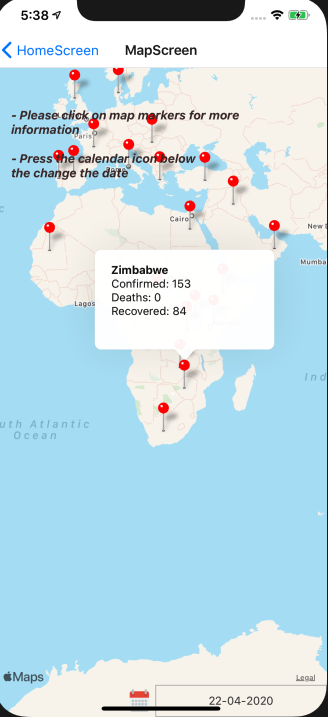 5:38
HomeScreen MapScreen
- Please click on map markers for more
information
Paris
- Press the calendar icon below
the change the date
Cairo
New
Mumba
Lagos
Zimbabwe
Confirmed: 153
Deaths: 0
Recovered: 84
Ind
uth Atlantic
Ocean
Maps
Legal
22-04-2020